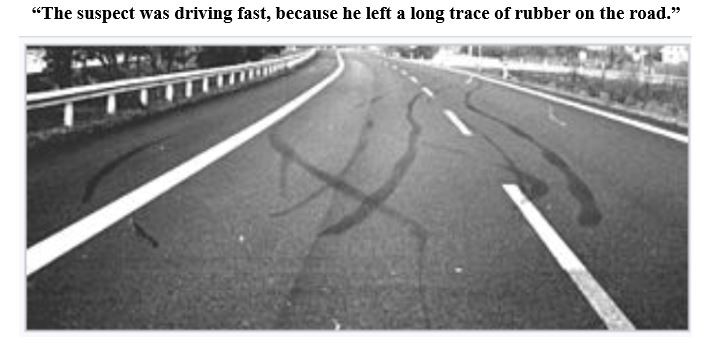 “The suspect was driving fast, because he left a long trace of rubber on the road.”